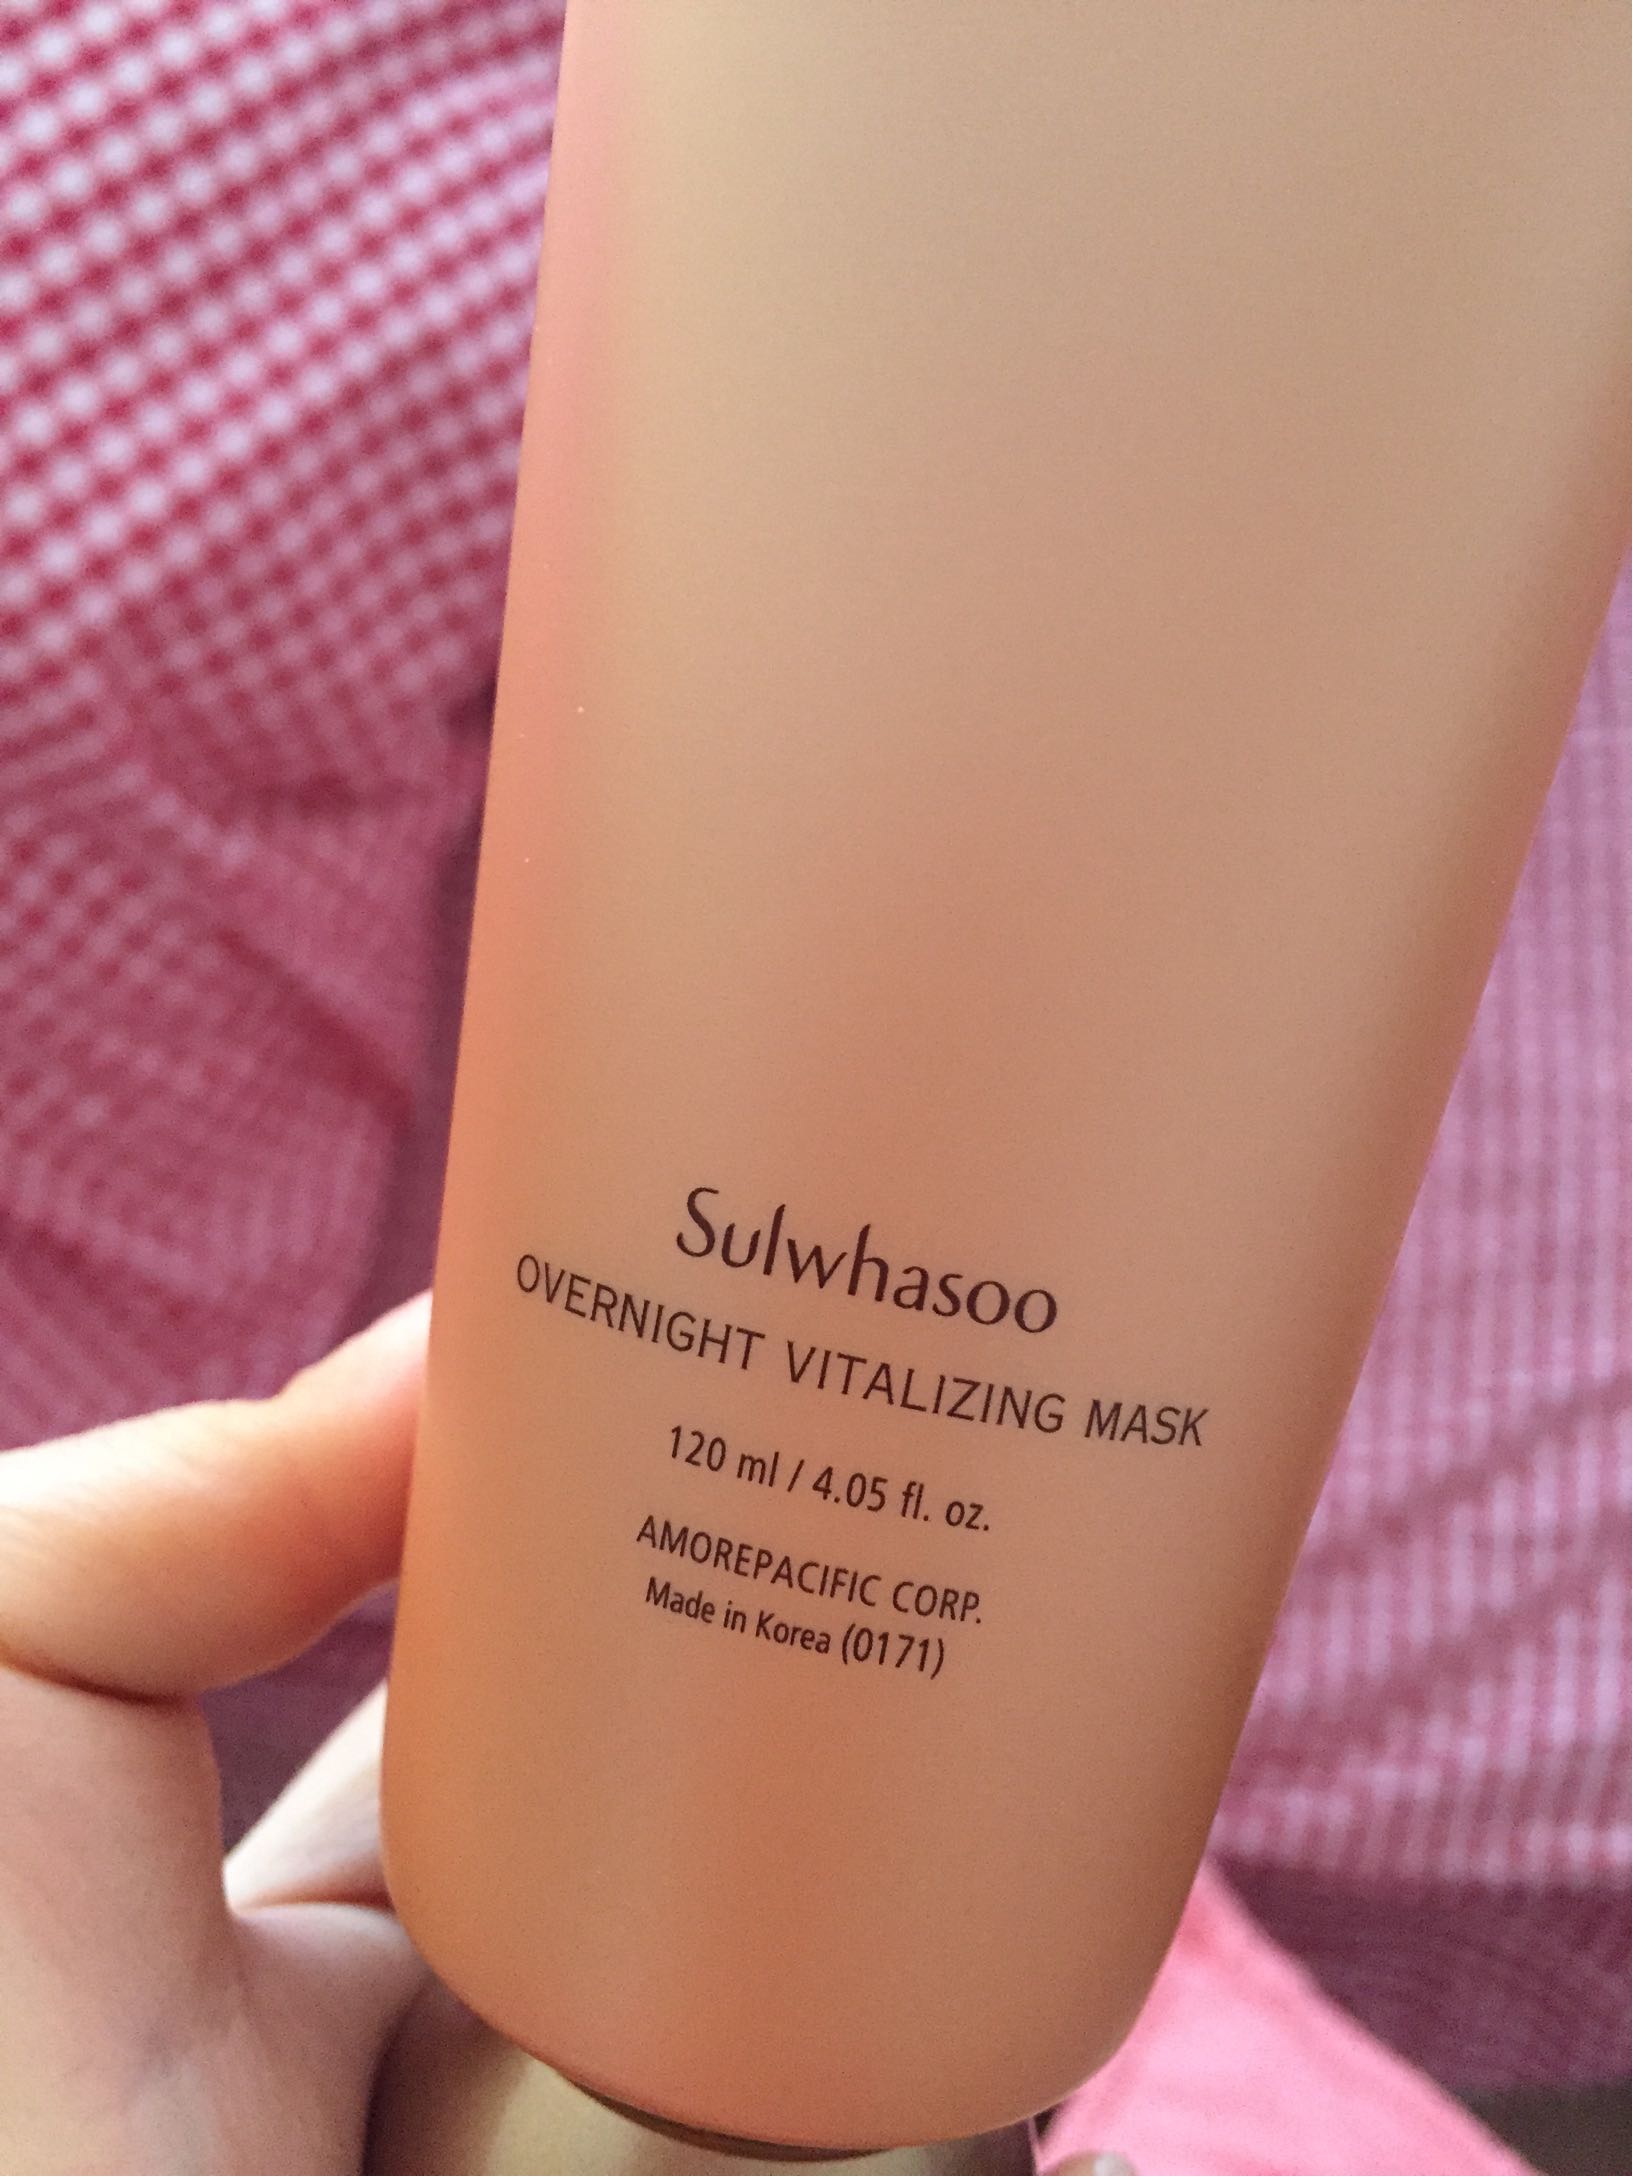 Sulwhasoo
OVERNIGHT VITALIZING MASK
120 ml / 4.05 fl. oz.
AMOREPACIFIC CORP.
Made in Korea (0171)